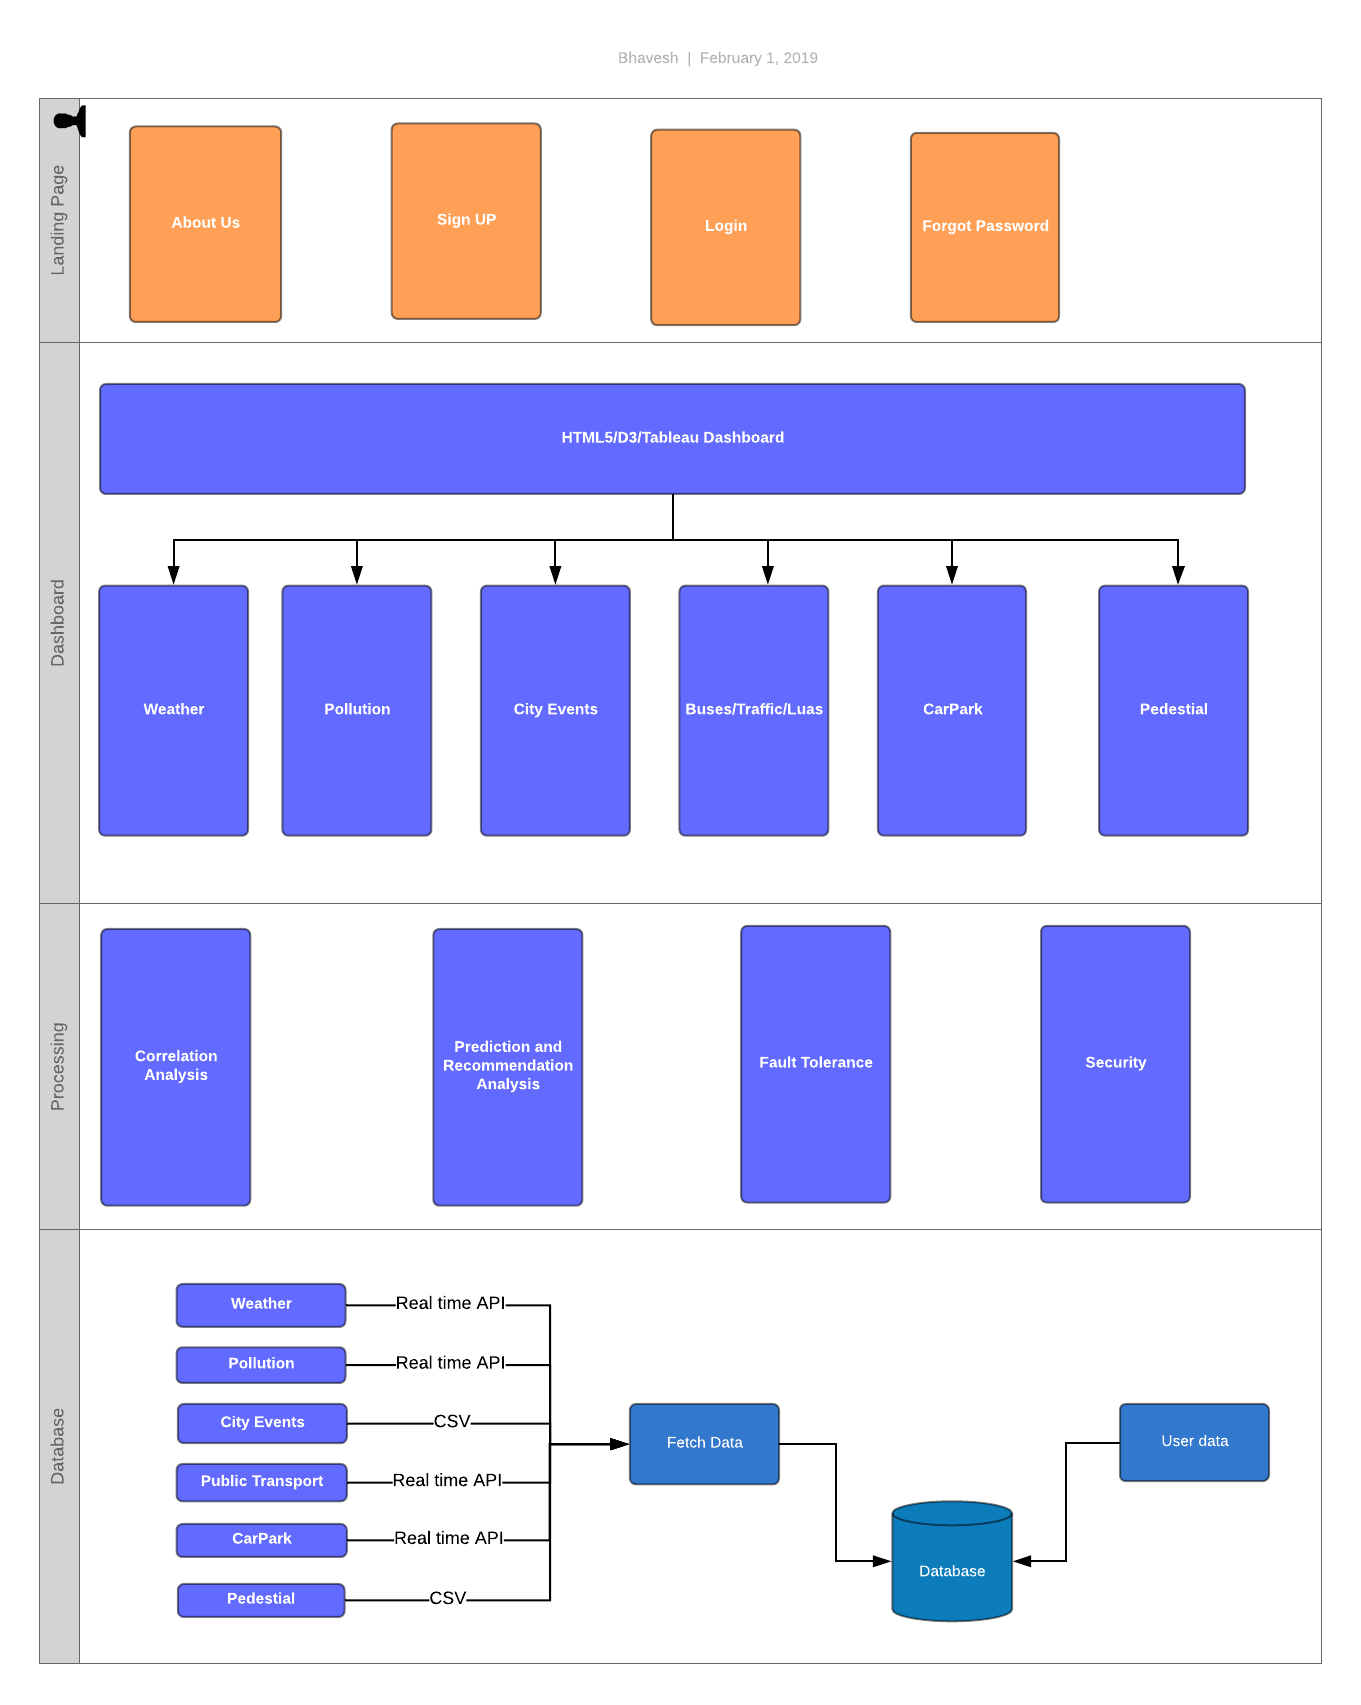 Bhavesh | February 1, 2019
Landing Page
About Us
Sign UP
Login
Forgot Password
Dashboard
HTML5/D3/Tableau Dashboard
Weather
Pollution
City Events
Buses/Traffic/Luas
CarPark
Pedestial
Processing
Correlation
Analysis
Prediction and
Recommendation
Analysis
Fault Tolerance
Security
Database
Weather
Real time API
Pollution
Real time API
City Events
CSV
Public Transport
Real time API
CarPark
Real time API
Pedestial
CSV
Fetch Data
User data
Database